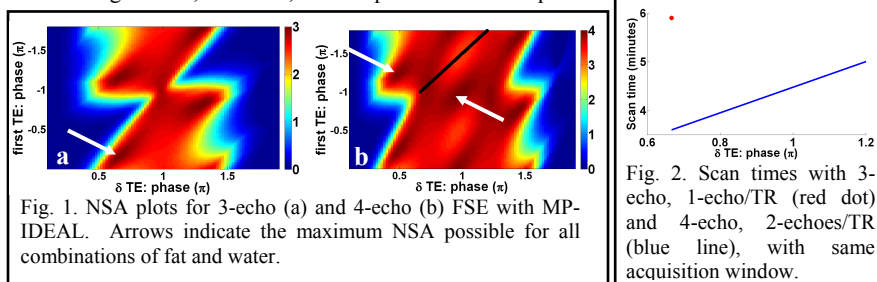 3
-1.5
-1
-0.5
first TE: phase (π)
a
0.5
1
1.5
δ TE: phase (π)
0
1
2
3
-1.5
-1
-0.5
first TE: phase (π)
b
0.5
1
1.5
δ TE: phase (π)
0
1
2
3
4
Fig. 1. NSA plots for 3-echo (a) and 4-echo (b) FSE with MP-
IDEAL. Arrows indicate the maximum NSA possible for all
combinations of fat and water.
6
5
4
Scan time (minutes)
0.6
0.8
1
1.2
δ TE: phase (π)
Fig. 2. Scan times with 3-
echo, 1-echo/TR (red dot)
and 4-echo, 2-echoes/TR
(blue line), with same
acquisition window.